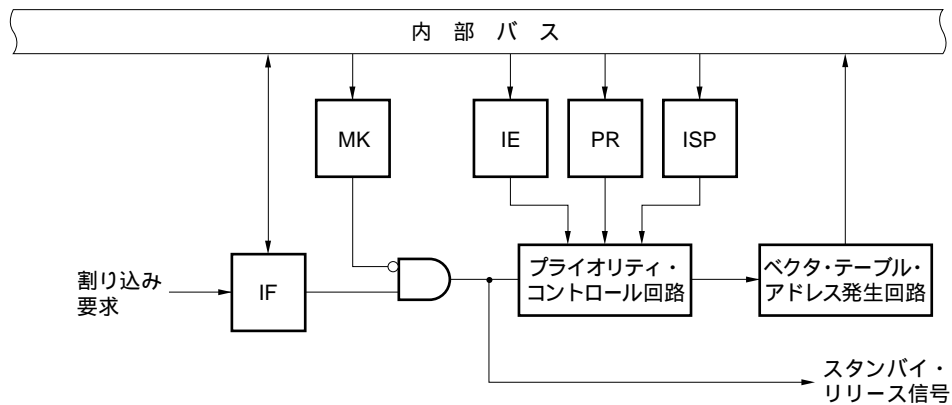 内 部 バ ス
MK
IE
PR
ISP
割り込み
要求
IF
プライオリティ・
コントロール回路
ベクタ・テーブル・
アドレス発生回路
スタンバイ・
リリース信号